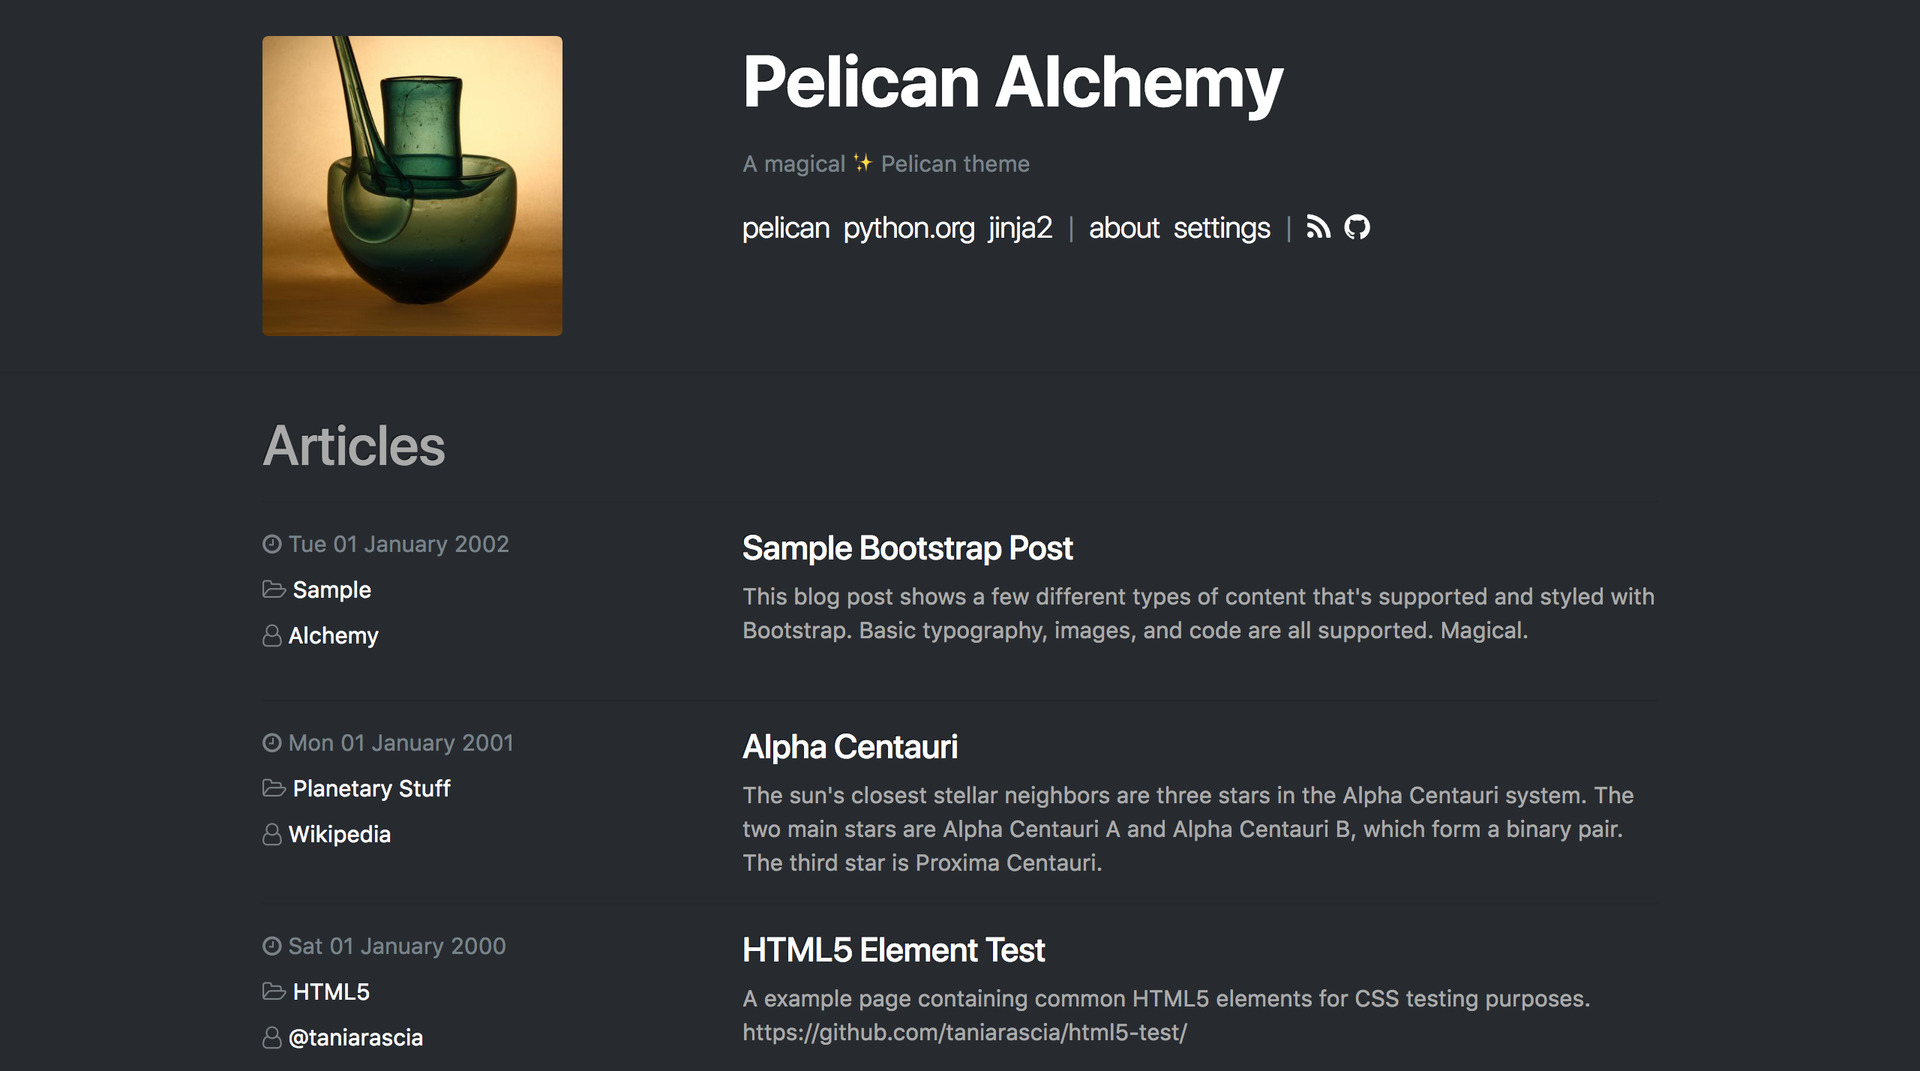 Pelican Alchemy
A magical ✨ Pelican theme
pelican python.org jinja2 | about settings |
Articles
Tue 01 January 2002
Sample
Alchemy
Sample Bootstrap Post
This blog post shows a few different types of content that's supported and styled with
Bootstrap. Basic typography, images, and code are all supported. Magical.
Mon 01 January 2001
Planetary Stuff
Wikipedia
Alpha Centauri
The sun's closest stellar neighbors are three stars in the Alpha Centauri system. The
two main stars are Alpha Centauri A and Alpha Centauri B, which form a binary pair.
The third star is Proxima Centauri.
Sat 01 January 2000
HTML5
@taniarascia
HTML5 Element Test
A example page containing common HTML5 elements for CSS testing purposes.
https://github.com/taniarascia/html5-test/